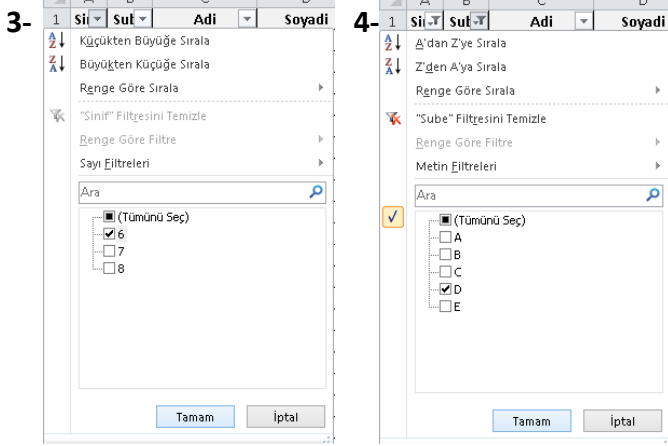 3-
A B C D
1 Sin Sub Adi Soyadi
Küçükten Büyüğe Sırala
Büyükten Küçüğe Sırala
Renge Göre Sırala
"Sinif" Filtresini Temizle
Renge Göre Filtre
Sayı Filtreleri
Ara
(Tümünü Seç)
6
7
8
Tamam İptal
4-
A B C D
1 Sin Sub Adi Soyadi
A'dan Z'ye Sırala
Z'den A'ya Sırala
Renge Göre Sırala
"Sube" Filtresini Temizle
Renge Göre Filtre
Metin Filtreleri
Ara
(Tümünü Seç)
A
B
C
D
E
Tamam İptal